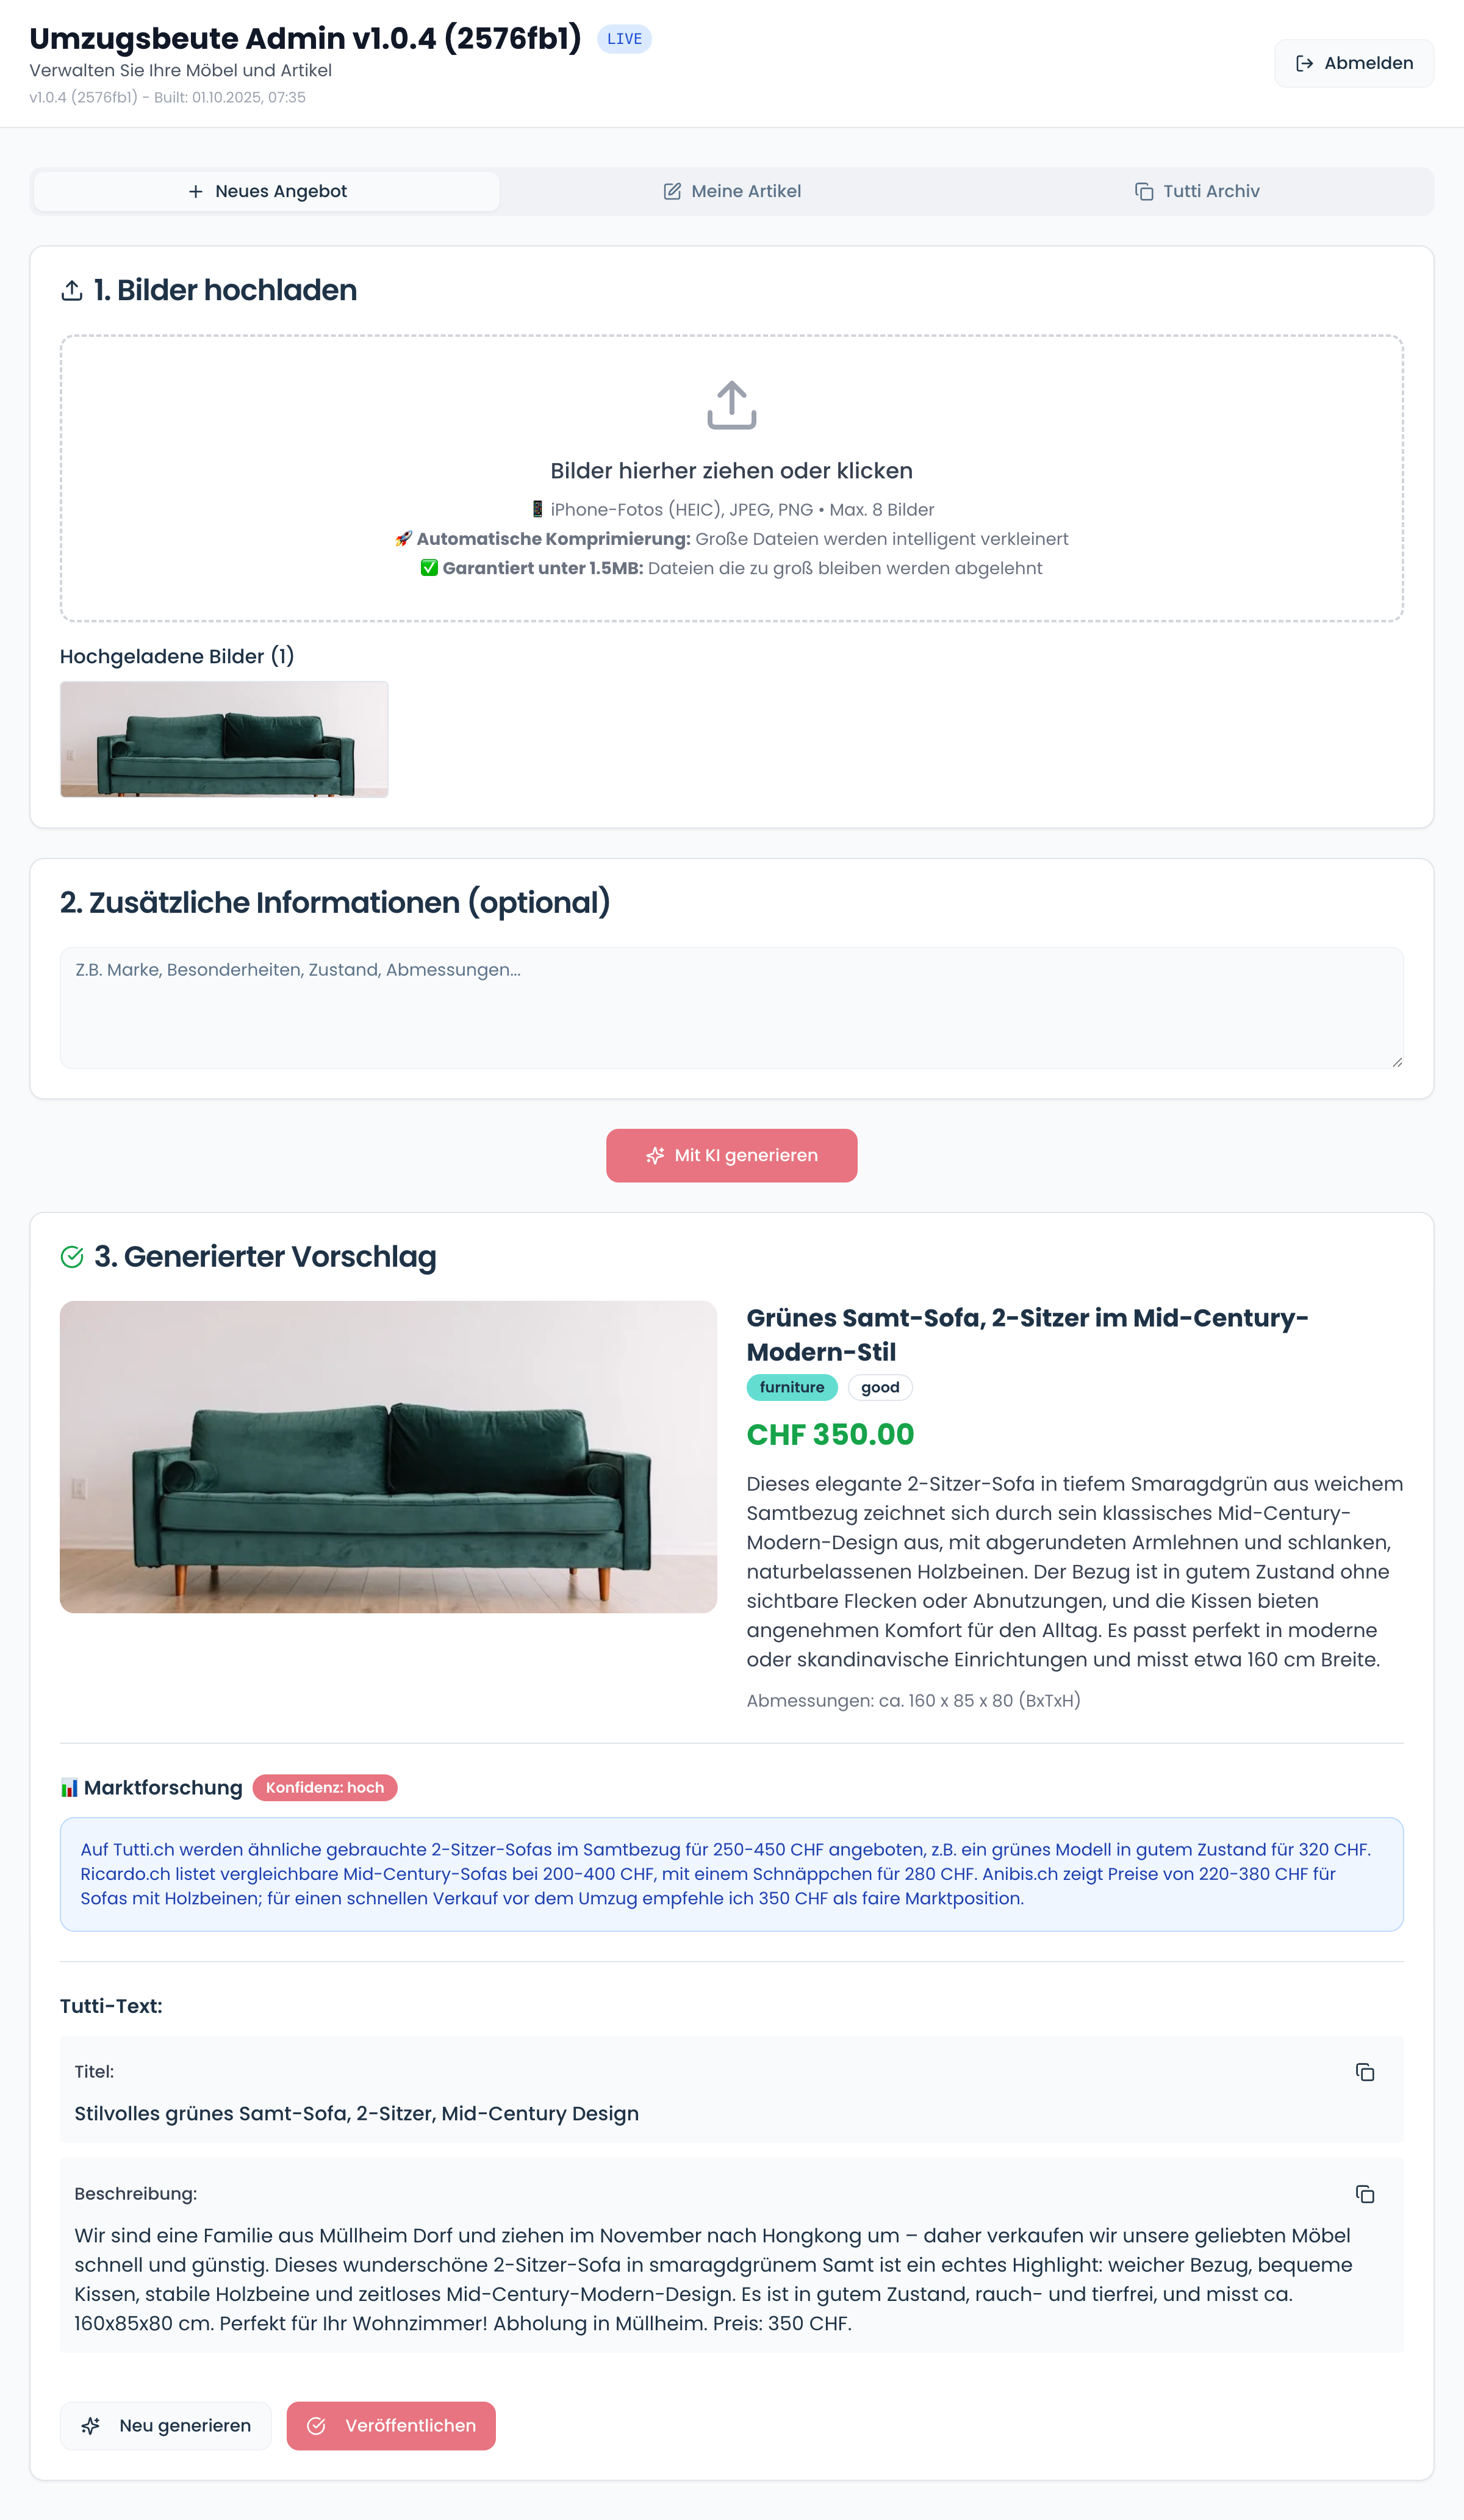 Umzugsbeute Admin v1.0.4 (2576fb1) LIVE
Verwalten Sie Ihre Möbel und Artikel
v1.0.4 (2576fb1) - Built: 01.10.2025, 07:35
Abmelden
Neues Angebot
Meine Artikel
Tutti Archiv
1. Bilder hochladen
Bilder hierher ziehen oder klicken
📱 iPhone-Fotos (HEIC), JPEG, PNG • Max. 8 Bilder
🚀 Automatische Komprimierung: Große Dateien werden intelligent verkleinert
✅ Garantiert unter 1.5MB: Dateien die zu groß bleiben werden abgelehnt
Hochgeladene Bilder (1)
2. Zusätzliche Informationen (optional)
Z.B. Marke, Besonderheiten, Zustand, Abmessungen...
Mit KI generieren
3. Generierter Vorschlag
Grünes Samt-Sofa, 2-Sitzer im Mid-Century-
Modern-Stil
furniture good
CHF 350.00
Dieses elegante 2-Sitzer-Sofa in tiefem Smaragdgrün aus weichem
Samtbezug zeichnet sich durch sein klassisches Mid-Century-
Modern-Design aus, mit abgerundeten Armlehnen und schlanken,
naturbelassenen Holzbeinen. Der Bezug ist in gutem Zustand ohne
sichtbare Flecken oder Abnutzungen, und die Kissen bieten
angenehmen Komfort für den Alltag. Es passt perfekt in moderne
oder skandinavische Einrichtungen und misst etwa 160 cm Breite.
Abmessungen: ca. 160 x 85 x 80 (BxTxH)
📊 Marktforschung Konfidenz: hoch
Auf Tutti.ch werden ähnliche gebrauchte 2-Sitzer-Sofas im Samtbezug für 250-450 CHF angeboten, z.B. ein grünes Modell in gutem Zustand für 320 CHF.
Ricardo.ch listet vergleichbare Mid-Century-Sofas bei 200-400 CHF, mit einem Schnäppchen für 280 CHF. Anibis.ch zeigt Preise von 220-380 CHF für
Sofas mit Holzbeinen; für einen schnellen Verkauf vor dem Umzug empfehle ich 350 CHF als faire Marktposition.
Tutti-Text:
Titel:
Stilvolles grünes Samt-Sofa, 2-Sitzer, Mid-Century Design
Beschreibung:
Wir sind eine Familie aus Müllheim Dorf und ziehen im November nach Hongkong um – daher verkaufen wir unsere geliebten Möbel
schnell und günstig. Dieses wunderschöne 2-Sitzer-Sofa in smaragdgrünem Samt ist ein echtes Highlight: weicher Bezug, bequeme
Kissen, stabile Holzbeine und zeitloses Mid-Century-Modern-Design. Es ist in gutem Zustand, rauch- und tierfrei, und misst ca.
160x85x80 cm. Perfekt für Ihr Wohnzimmer! Abholung in Müllheim. Preis: 350 CHF.
Neu generieren
Veröffentlichen